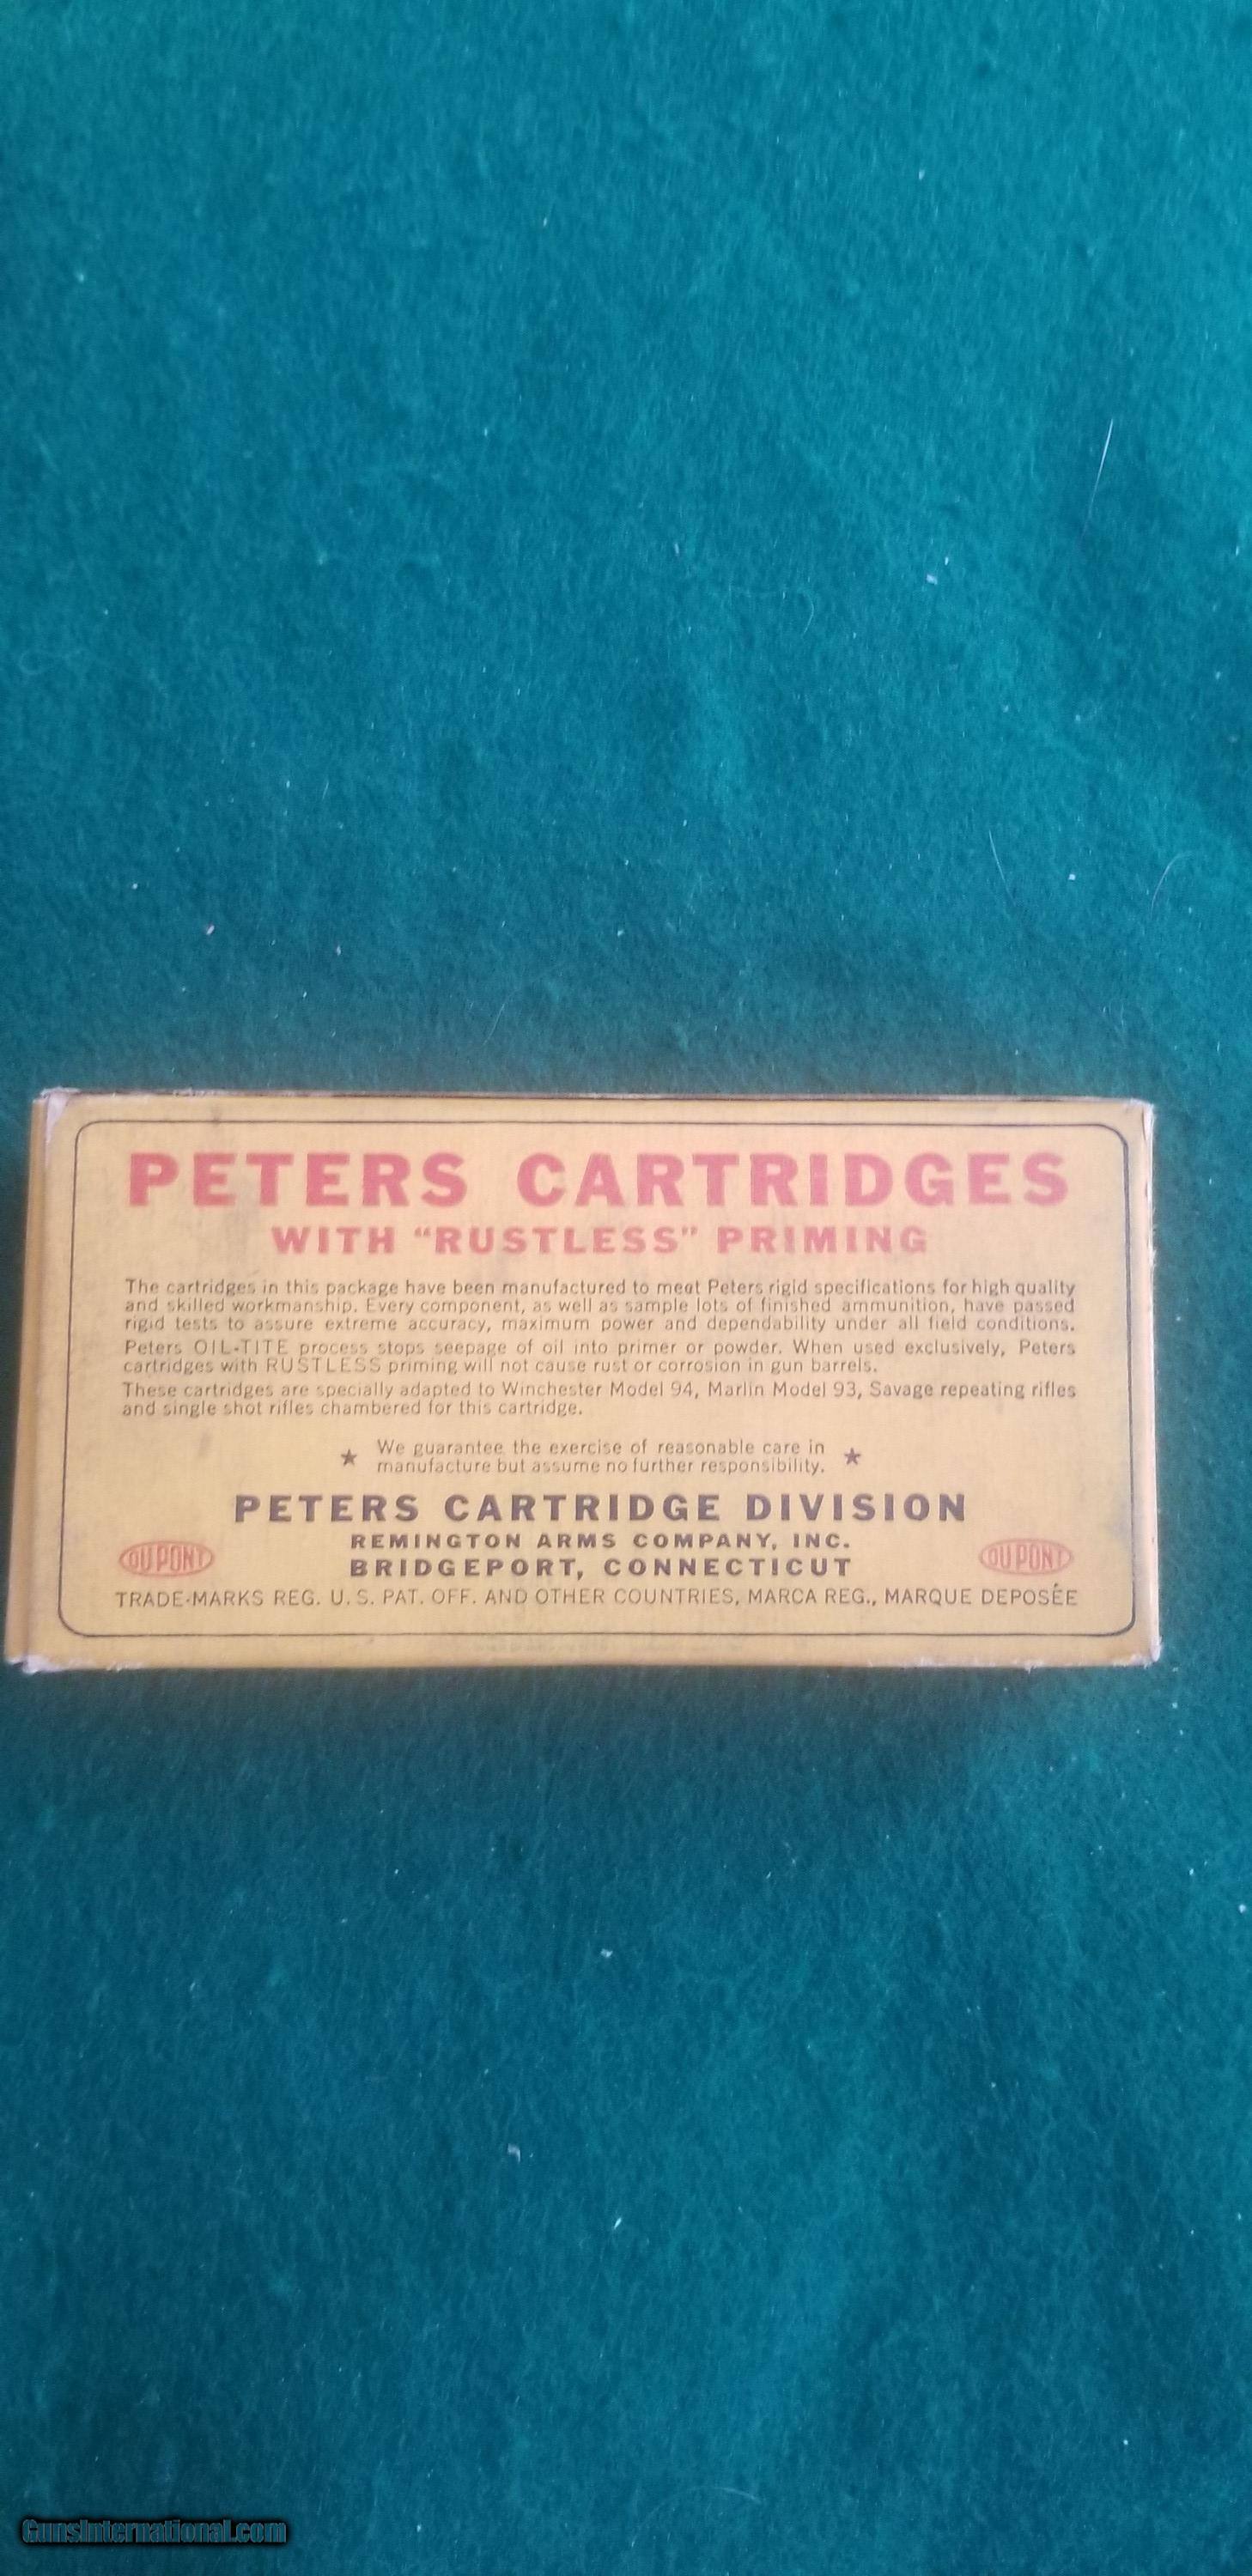 PETERS CARTRIDGES
WITH "RUSTLESS" PRIMING
The cartridges in this package have been manufactured to meet Peters rigid specifications for high quality
and skilled workmanship. Every component, as well as sample lots of finished ammunition, have passed
rigid tests to assure extreme accuracy, maximum power and dependability under all field conditions.
Peters OIL-TITE process stops seepage of oil into primer or powder. When used exclusively, Peters
cartridges with RUSTLESS priming will not cause rust or corrosion in gun barrels.
These cartridges are specially adapted to Winchester Model 94, Marlin Model 93, Savage repeating rifles
and single shot rifles chambered for this cartridge.
★ We guarantee the exercise of reasonable care in ★
manufacture but assume no further responsibility.
PETERS CARTRIDGE DIVISION
REMINGTON ARMS COMPANY, INC.
DU PONT BRIDGEPORT, CONNECTICUT DU PONT
TRADE-MARKS REG. U. S. PAT. OFF. AND OTHER COUNTRIES, MARCA REG., MARQUE DEPOSÉE
GunsInternational.com